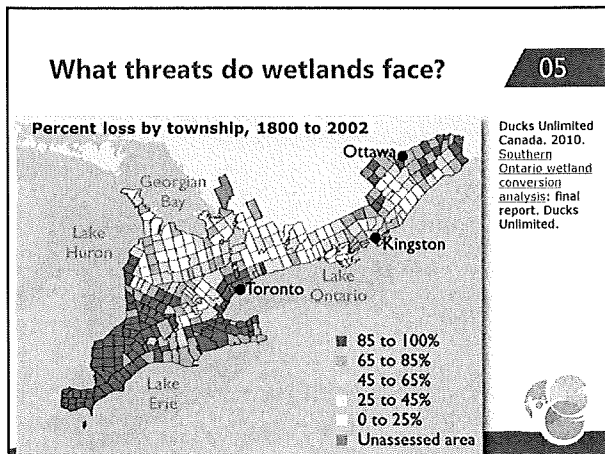 What threats do wetlands face?
05
Percent loss by township, 1800 to 2002
Ottawa
Georgian
Bay
Lake
Huron
Kingston
Lake
Ontario
Toronto
Lake
Erie
85 to 100%
65 to 85%
45 to 65%
25 to 45%
0 to 25%
Unassessed area
Ducks Unlimited
Canada. 2010.
Southern
Ontario wetland
conversion
analysis: final
report. Ducks
Unlimited.